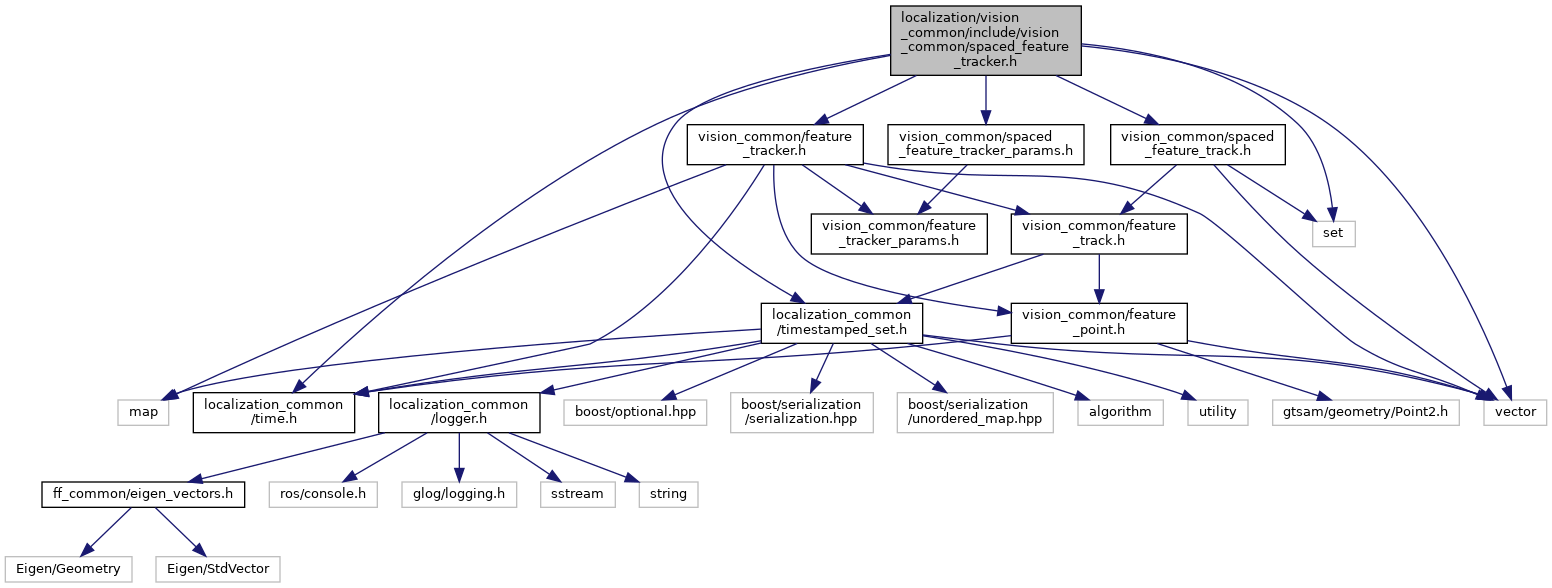 localization/vision
_common/include/vision
_common/spaced_feature
_tracker.h
vision_common/feature
_tracker.h
vision_common/spaced
_feature_tracker_params.h
vision_common/spaced
_feature_track.h
vision_common/feature
_tracker_params.h
vision_common/feature
_track.h
set
localization_common
/timestamped_set.h
vision_common/feature
_point.h
map
localization_common
/time.h
localization_common
/logger.h
boost/optional.hpp
boost/serialization
/serialization.hpp
boost/serialization
/unordered_map.hpp
algorithm
utility
gtsam/geometry/Point2.h
vector
ff_common/eigen_vectors.h
ros/console.h
glog/logging.h
sstream
string
Eigen/Geometry
Eigen/StdVector